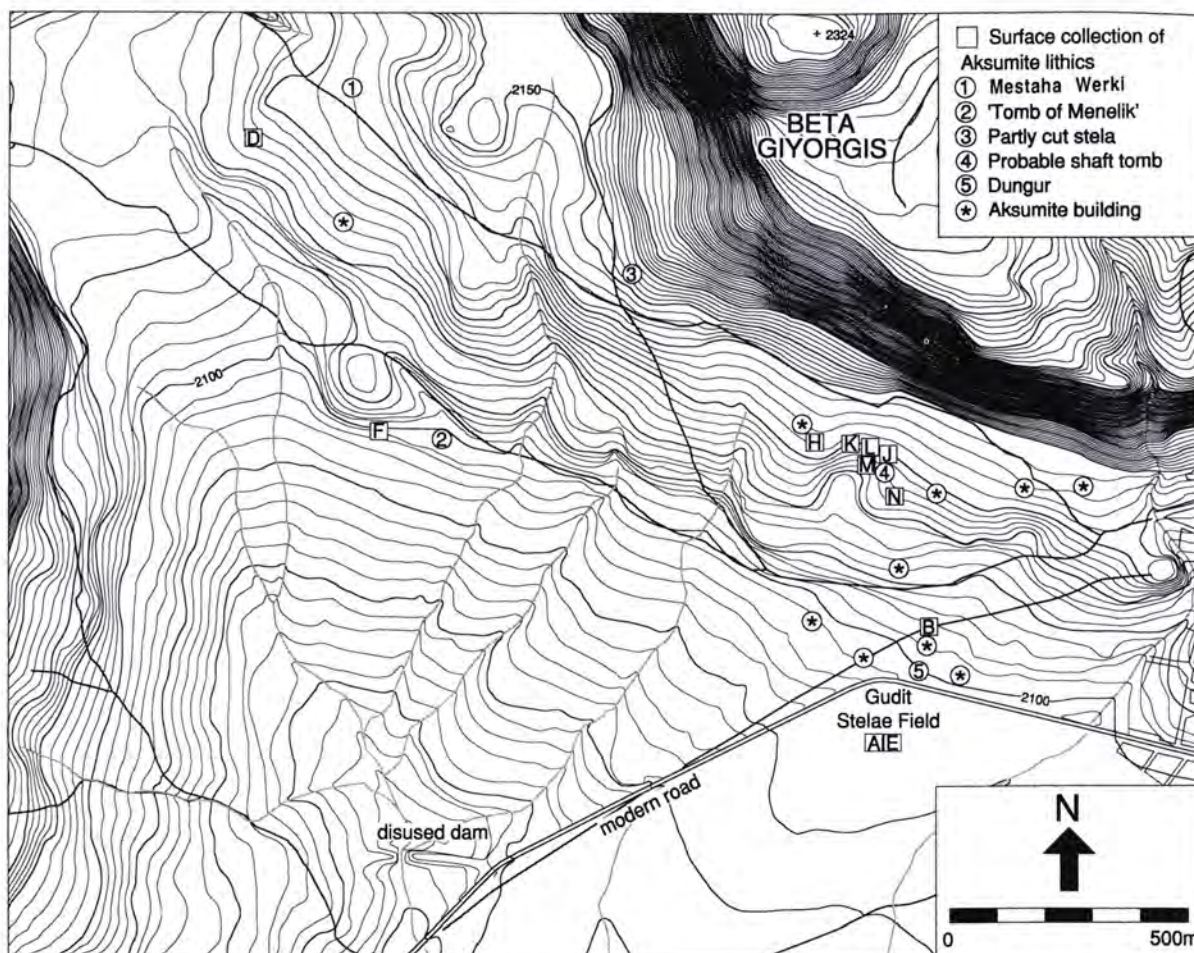 + 2324
2150
BETA
GIYORGIS
Surface collection of
Aksumite lithics
① Mestaha Werki
② 'Tomb of Menelik'
③ Partly cut stela
④ Probable shaft tomb
⑤ Dungur
* Aksumite building
①
D
*
③
2100
F
②
*
H
K
L
J
M
④
N
*
*
*
*
*
B
*
*
⑤
*
2100
Gudit
Stelae Field
A/E
modern road
disused dam
N
0 500m